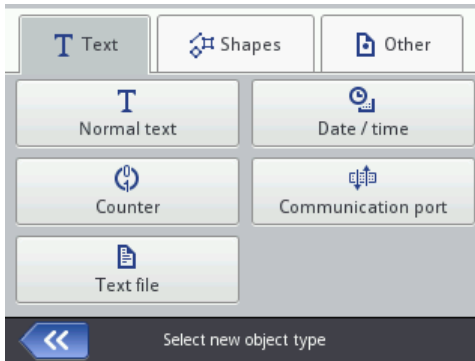 Text
Shapes
Other
Normal text
Date / time
Counter
Communication port
Text file
Select new object type